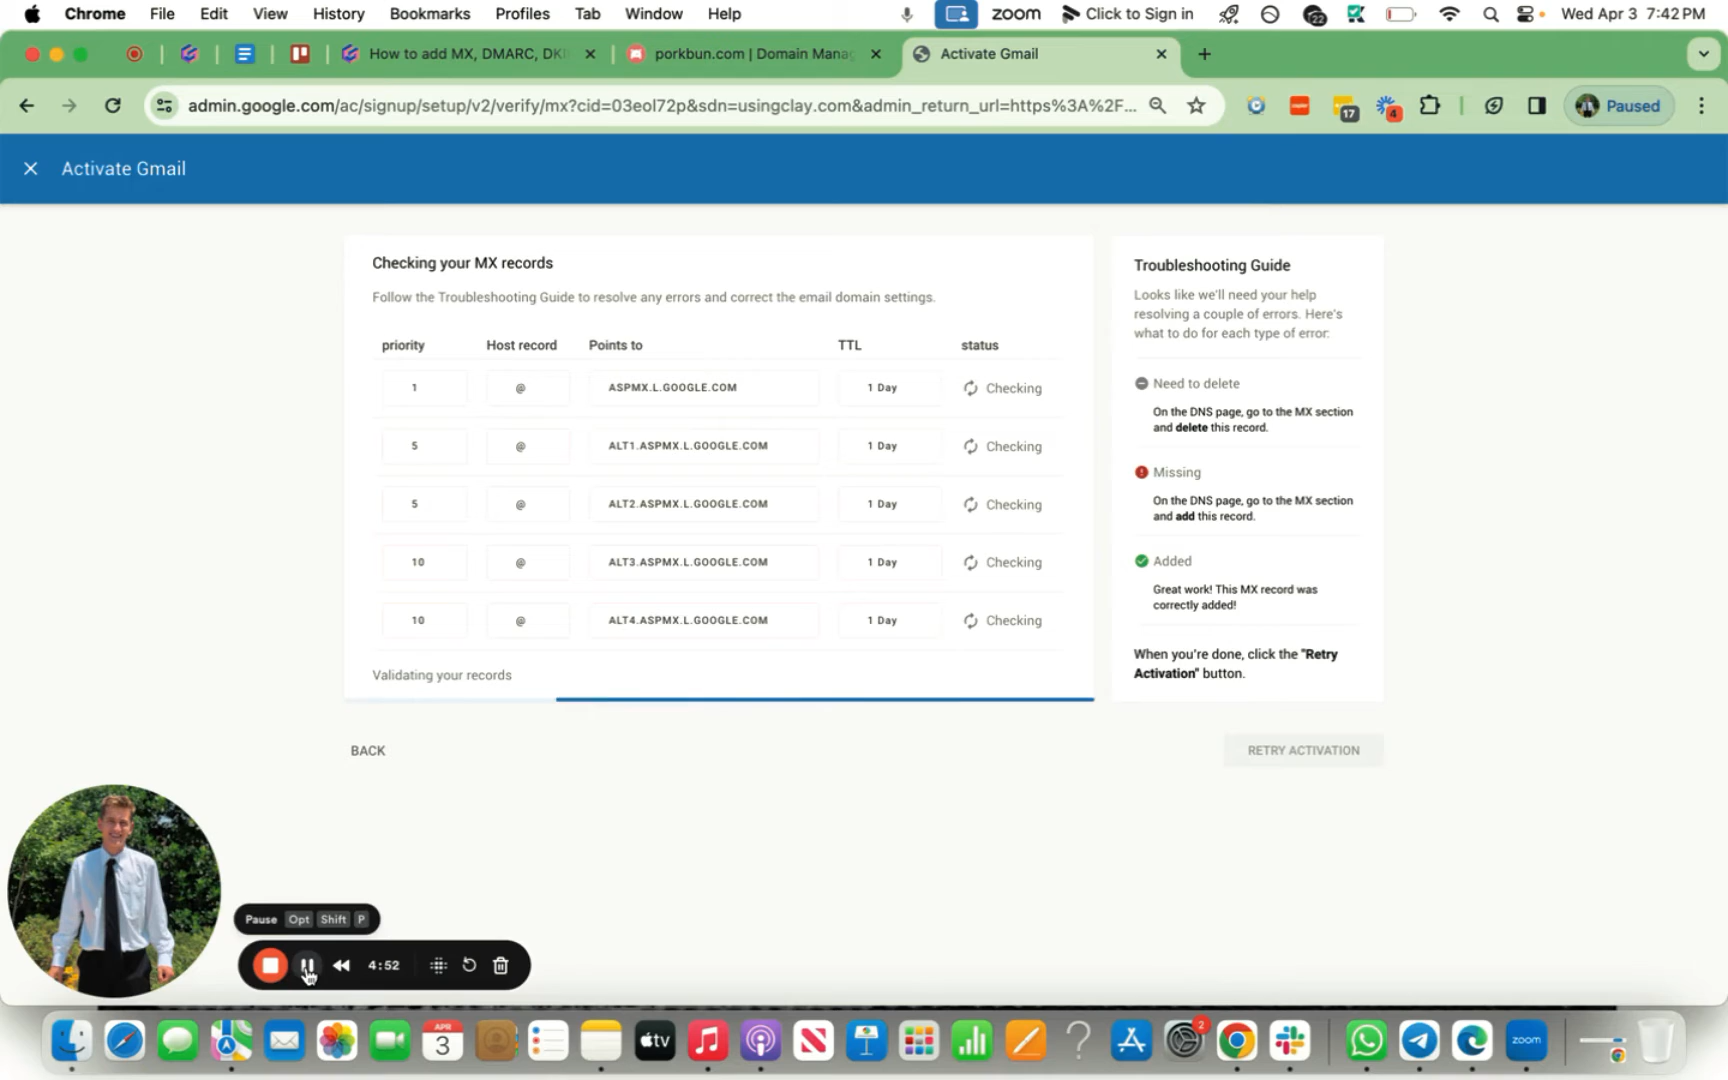 Chrome File Edit View History Bookmarks Profiles Tab Window Help zoom Click to Sign in 22 Wed Apr 3 7:42 PM
How to add MX, DMARC, DKI porkbun.com | Domain Mana Activate Gmail
admin.google.com/ac/signup/setup/v2/verify/mx?cid=03eol72p&sdn=usingclay.com&admin_return_url=https%3A%2F... 17 4 Paused
Activate Gmail
Checking your MX records
Follow the Troubleshooting Guide to resolve any errors and correct the email domain settings.
priority Host record Points to TTL status
1 @ ASPMX.L.GOOGLE.COM 1 Day Checking
5 @ ALT1.ASPMX.L.GOOGLE.COM 1 Day Checking
5 @ ALT2.ASPMX.L.GOOGLE.COM 1 Day Checking
10 @ ALT3.ASPMX.L.GOOGLE.COM 1 Day Checking
10 @ ALT4.ASPMX.L.GOOGLE.COM 1 Day Checking
Validating your records
Troubleshooting Guide
Looks like we'll need your help
resolving a couple of errors. Here's
what to do for each type of error:
Need to delete
On the DNS page, go to the MX section
and delete this record.
Missing
On the DNS page, go to the MX section
and add this record.
Added
Great work! This MX record was
correctly added!
When you're done, click the "Retry
Activation" button.
BACK
RETRY ACTIVATION
Pause Opt Shift P
4:52
APR
3
tv
2
zoom